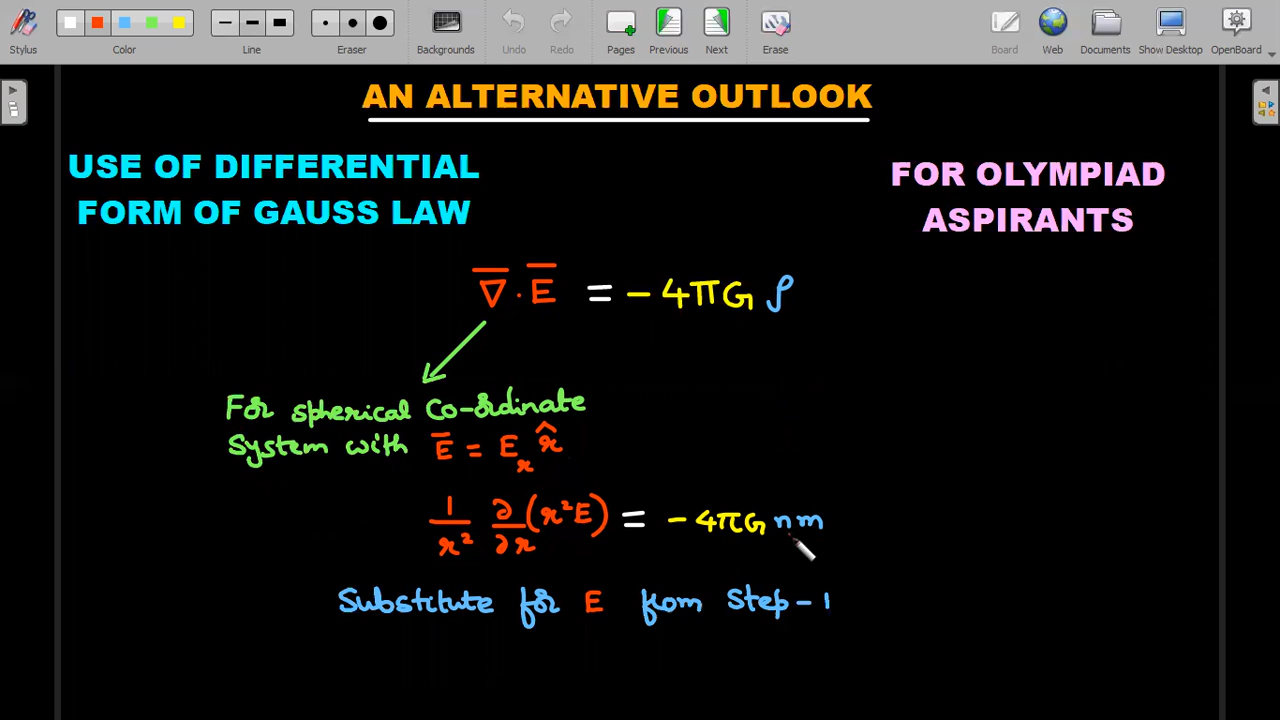 Stylus Color Line Eraser Backgrounds Undo Redo Pages Previous Next Erase Board Web Documents Show Desktop OpenBoard
AN ALTERNATIVE OUTLOOK
USE OF DIFFERENTIAL
FORM OF GAUSS LAW
FOR OLYMPIAD
ASPIRANTS
∇̅ · E̅ = − 4πG ρ
For spherical Co-ordinate
System with E̅ = E_r r̂
1/r² ∂/∂r (r²E) = − 4πG nm
Substitute for E from Step-1